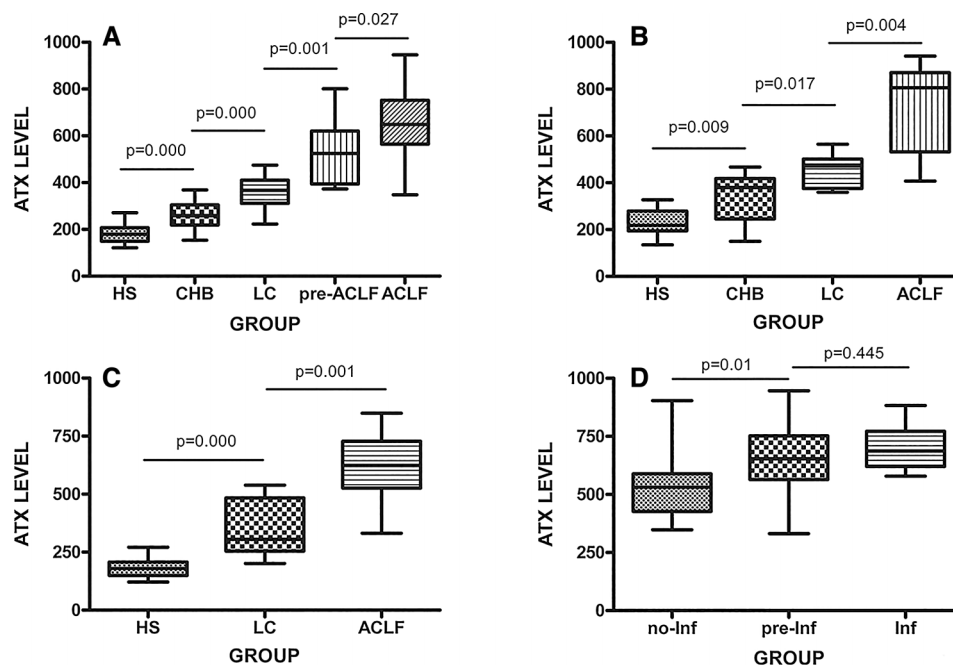 A
p=0.027
p=0.001
p=0.000
p=0.000
ATX LEVEL
1000
800
600
400
200
0
HS CHB LC pre-ACLF ACLF
GROUP
B
p=0.004
p=0.017
p=0.009
ATX LEVEL
1000
800
600
400
200
0
HS CHB LC ACLF
GROUP
C
p=0.001
p=0.000
ATX LEVEL
1000
750
500
250
0
HS LC ACLF
GROUP
D
p=0.445
p=0.01
ATX LEVEL
1000
750
500
250
0
no-Inf pre-Inf Inf
GROUP